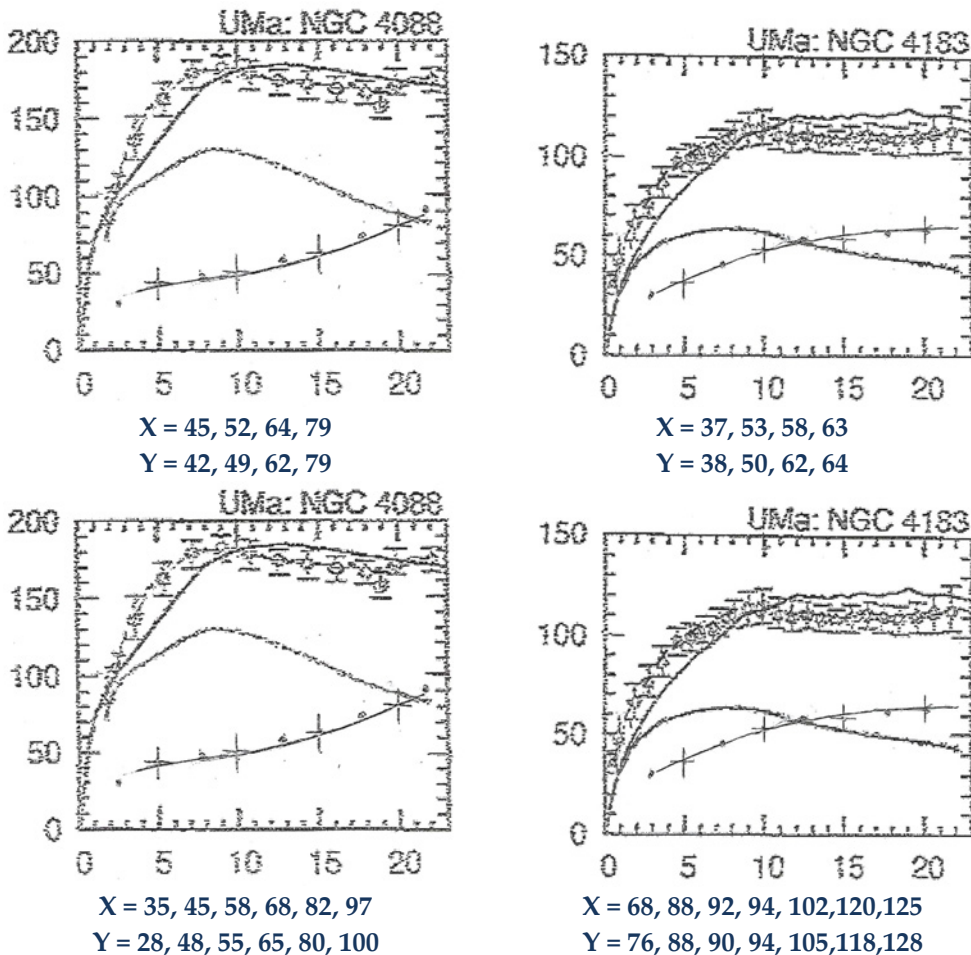 UMa: NGC 4088
200
150
100
50
0
0 5 10 15 20
X = 45, 52, 64, 79
Y = 42, 49, 62, 79
UMa: NGC 4183
150
100
50
0
0 5 10 15 20
X = 37, 53, 58, 63
Y = 38, 50, 62, 64
UMa: NGC 4088
200
150
100
50
0
0 5 10 15 20
X = 35, 45, 58, 68, 82, 97
Y = 28, 48, 55, 65, 80, 100
UMa: NGC 4183
150
100
50
0
0 5 10 15 20
X = 68, 88, 92, 94, 102,120,125
Y = 76, 88, 90, 94, 105,118,128